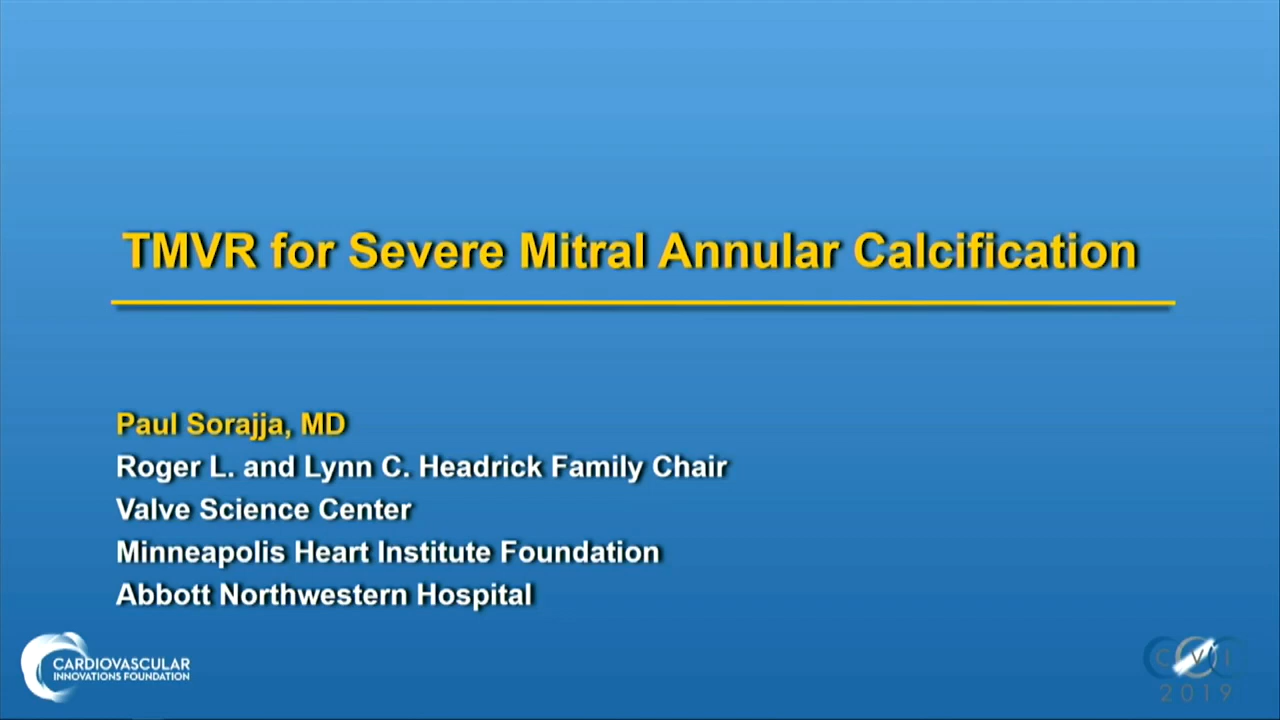 TMVR for Severe Mitral Annular Calcification
Paul Sorajja, MD
Roger L. and Lynn C. Headrick Family Chair
Valve Science Center
Minneapolis Heart Institute Foundation
Abbott Northwestern Hospital
CARDIOVASCULAR
INNOVATIONS FOUNDATION
CVI
2019